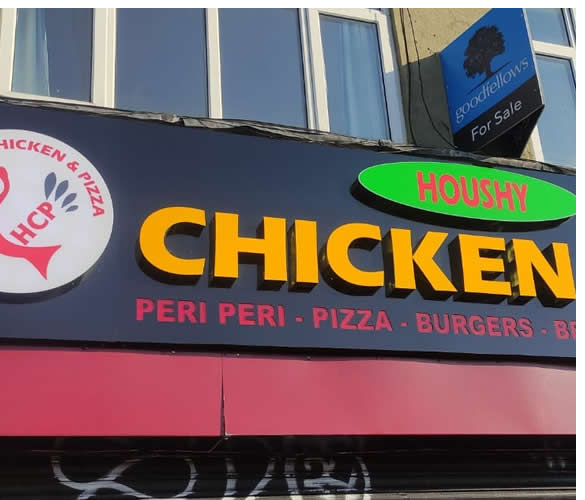 goodfellows
For Sale
CHICKEN & PIZZA
HCP
HOUSHY
CHICKEN
PERI PERI - PIZZA - BURGERS -